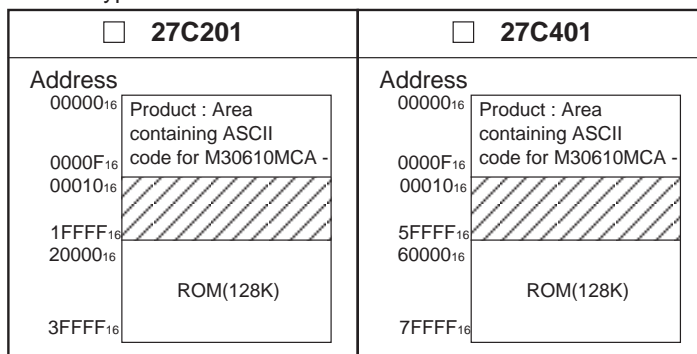 ☐ 27C201
Address
00000₁₆
Product : Area
containing ASCII
code for M30610MCA -
0000F₁₆
00010₁₆
1FFFF₁₆
20000₁₆
ROM(128K)
3FFFF₁₆
☐ 27C401
Address
00000₁₆
Product : Area
containing ASCII
code for M30610MCA -
0000F₁₆
00010₁₆
5FFFF₁₆
60000₁₆
ROM(128K)
7FFFF₁₆